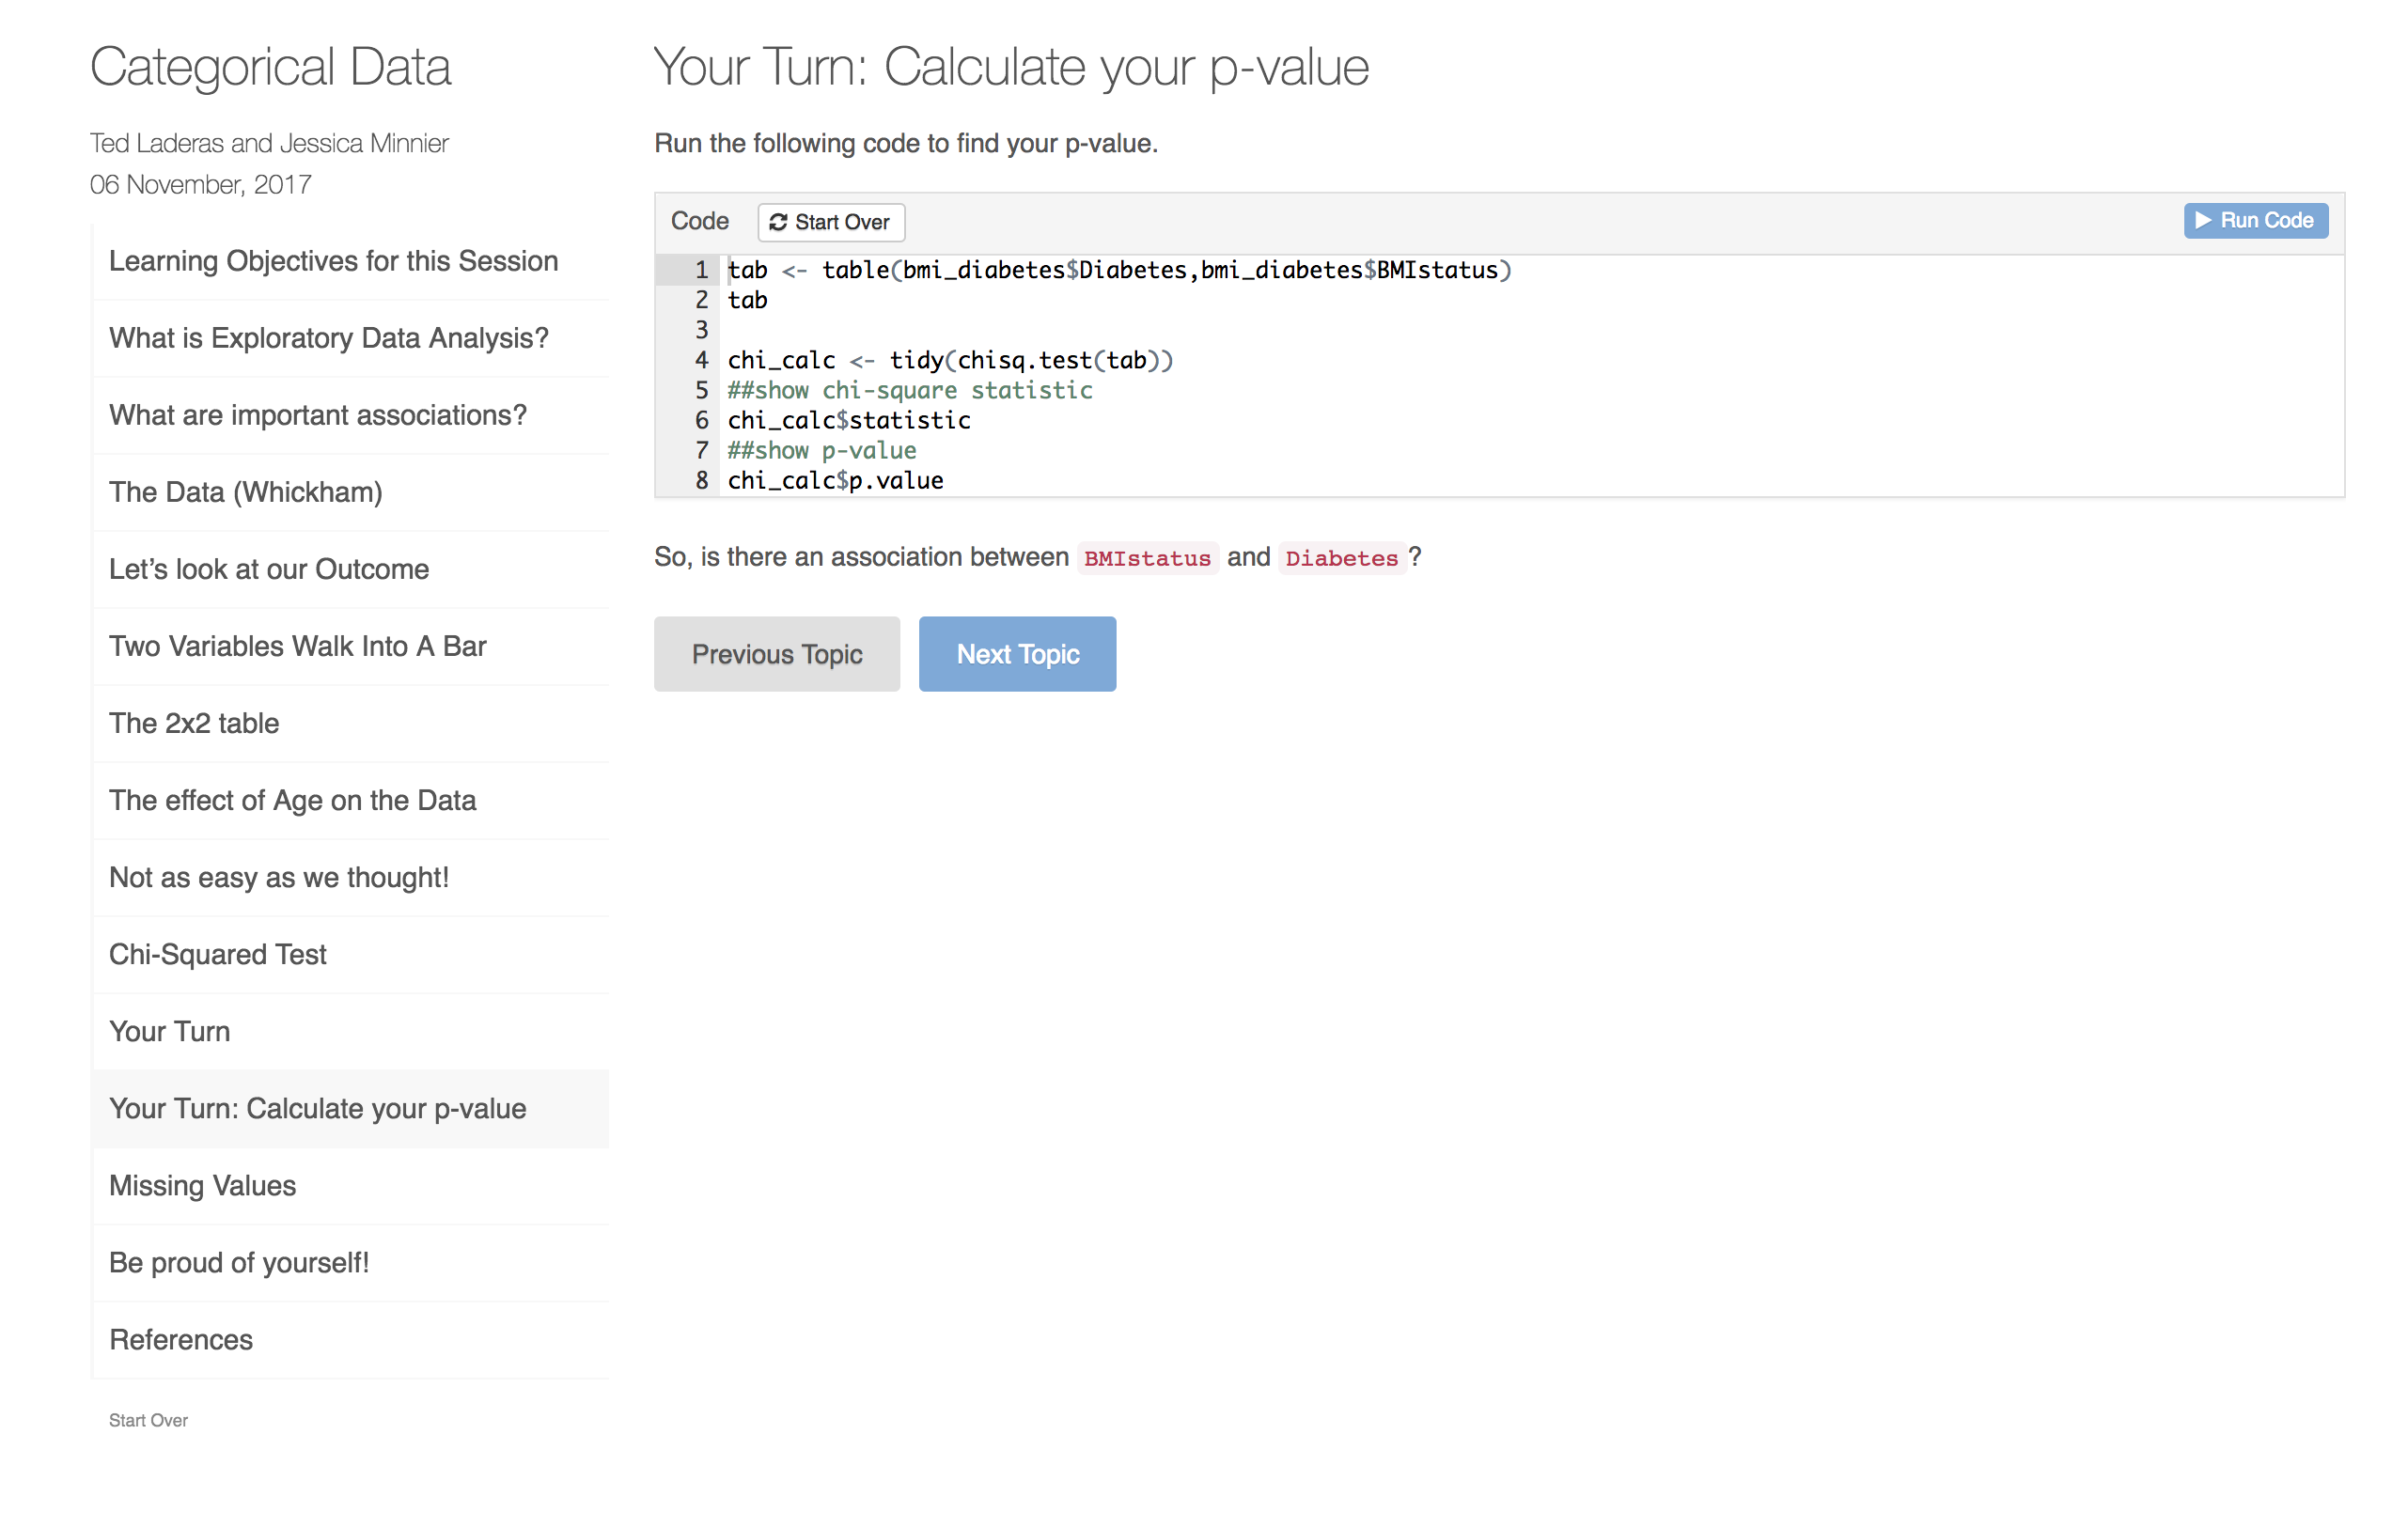 Categorical Data
Ted Laderas and Jessica Minnier
06 November, 2017
Learning Objectives for this Session
What is Exploratory Data Analysis?
What are important associations?
The Data (Whickham)
Let’s look at our Outcome
Two Variables Walk Into A Bar
The 2x2 table
The effect of Age on the Data
Not as easy as we thought!
Chi-Squared Test
Your Turn
Your Turn: Calculate your p-value
Missing Values
Be proud of yourself!
References
Start Over
Your Turn: Calculate your p-value
Run the following code to find your p-value.
Code Start Over Run Code
1 tab <- table(bmi_diabetes$Diabetes,bmi_diabetes$BMIstatus)
2 tab
3
4 chi_calc <- tidy(chisq.test(tab))
5 ##show chi-square statistic
6 chi_calc$statistic
7 ##show p-value
8 chi_calc$p.value
So, is there an association between BMIstatus and Diabetes?
Previous Topic Next Topic